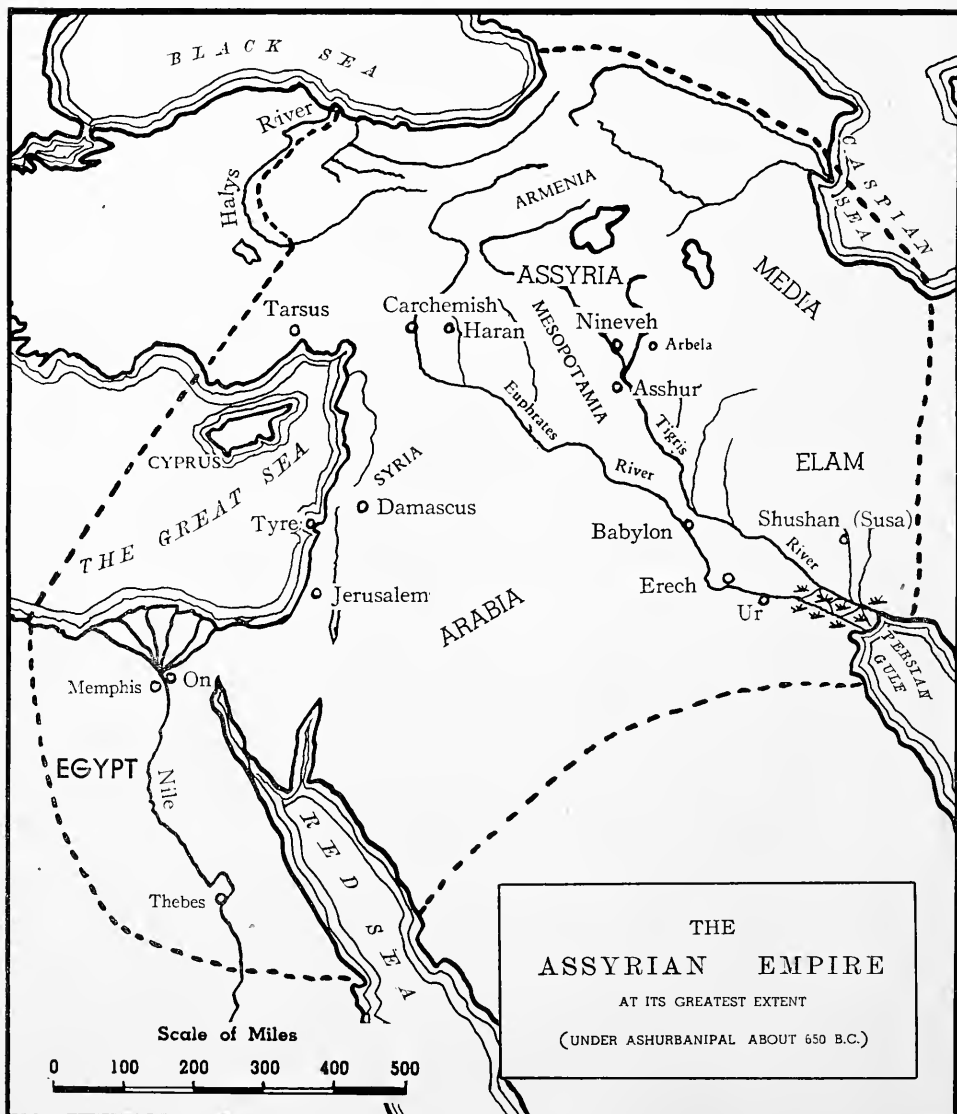 BLACK SEA
River
Halys
CASPIAN
SEA
ARMENIA
ASSYRIA
MEDIA
Tarsus
Carchemish
Haran
MESOPOTAMIA
Nineveh
Arbela
Asshur
Euphrates
River
Tigris
River
CYPRUS
SYRIA
ELAM
THE GREAT SEA
Tyre
Damascus
Babylon
Shushan (Susa)
Jerusalem
ARABIA
Erech
Ur
PERSIAN
GULF
Memphis
On
EGYPT
Nile
Thebes
RED SEA
THE
ASSYRIAN EMPIRE
AT ITS GREATEST EXTENT
(UNDER ASHURBANIPAL ABOUT 650 B.C.)
Scale of Miles
0 100 200 300 400 500